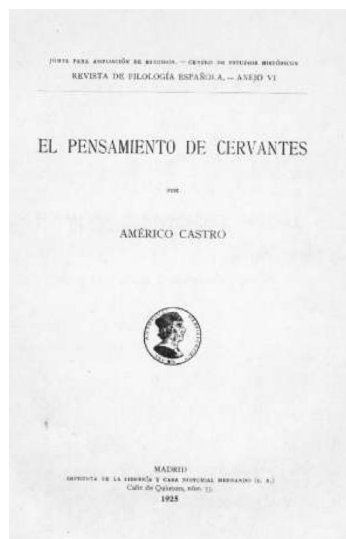 JUNTA PARA AMPLIACIÓN DE ESTUDIOS. — CENTRO DE ESTUDIOS HISTÓRICOS
REVISTA DE FILOLOGÍA ESPAÑOLA. — ANEJO VI
EL PENSAMIENTO DE CERVANTES
POR
AMÉRICO CASTRO
MADRID
IMPRENTA DE LA LIBRERÍA Y CASA EDITORIAL HERNANDO (S. A.)
Calle de Quintana, núm. 33.
1925